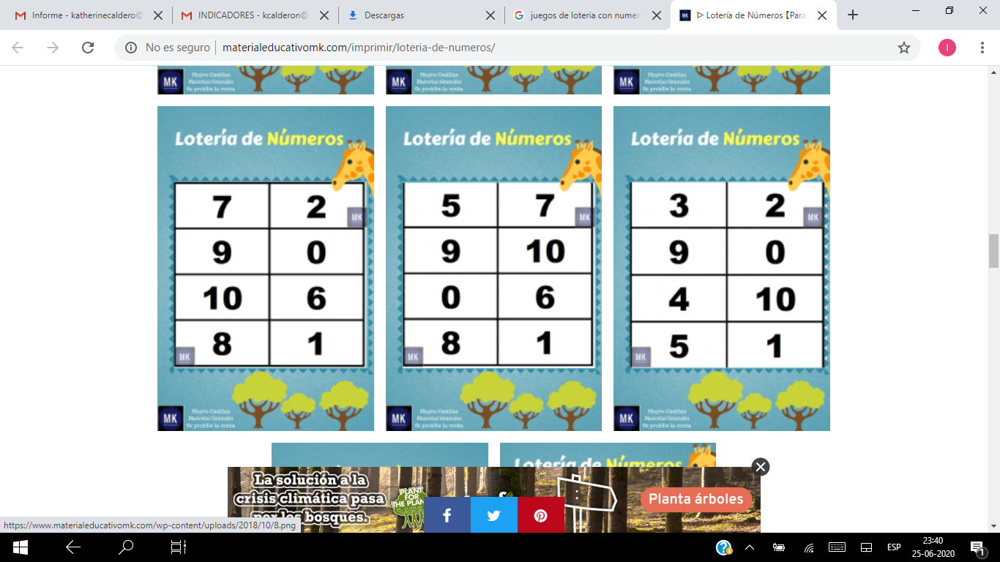 Informe - katherinecaldero@
INDICADORES - kcalderon@
Descargas
juegos de loteria con numer
ᐅ Lotería de Números【Para
No es seguro
materialeducativomk.com/imprimir/loteria-de-numeros/
I
MK
Mayra Casillas
Material Gratuito
Se prohíbe la venta
MK
Mayra Casillas
Material Gratuito
Se prohíbe la venta
MK
Mayra Casillas
Material Gratuito
Se prohíbe la venta
Lotería de Números
7 2
MK
9 0
10 6
8 1
MK
MK
Mayra Casillas
Material Gratuito
Se prohíbe la venta
Lotería de Números
5 7
MK
9 10
0 6
8 1
MK
MK
Mayra Casillas
Material Gratuito
Se prohíbe la venta
Lotería de Números
3 2
MK
9 0
4 10
5 1
MK
MK
Mayra Casillas
Material Gratuito
Se prohíbe la venta
Lotería de Números
La solución a la
crisis climática pasa
por los bosques.
PLANT
FOR
THE PLANET
Planta árboles
https://www.materialeducativomk.com/wp-content/uploads/2018/10/8.png
ESP
23:40
25-06-2020
1